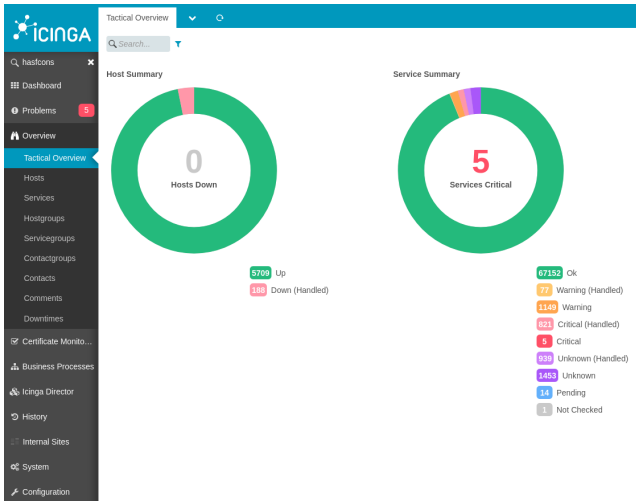 icinga
hasfcons
Dashboard
Problems 5
Overview
Tactical Overview
Hosts
Services
Hostgroups
Servicegroups
Contactgroups
Contacts
Comments
Downtimes
Certificate Monito...
Business Processes
Icinga Director
History
Internal Sites
System
Configuration
Tactical Overview
Search...
Host Summary
0
Hosts Down
5709 Up
188 Down (Handled)
Service Summary
5
Services Critical
67152 Ok
77 Warning (Handled)
1149 Warning
821 Critical (Handled)
5 Critical
939 Unknown (Handled)
1453 Unknown
14 Pending
1 Not Checked